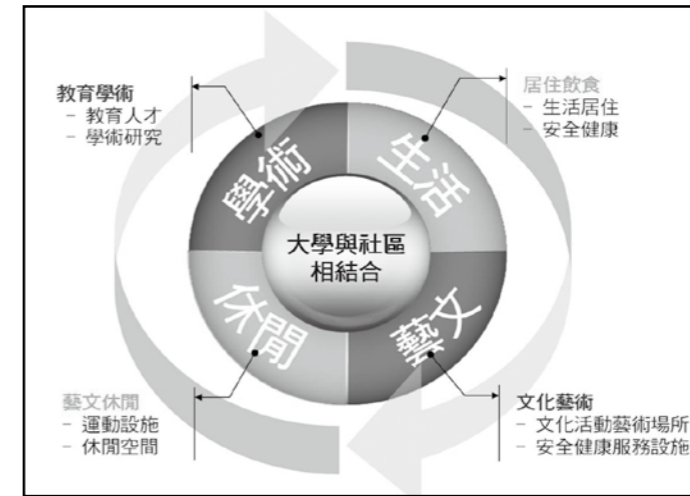 教育學術
– 教育人才
– 學術研究
居住飲食
– 生活居住
– 安全健康
學術
生活
大學與社區
相結合
休閒
藝文
藝文休閒
– 運動設施
– 休閒空間
文化藝術
– 文化活動藝術場所
– 安全健康服務設施